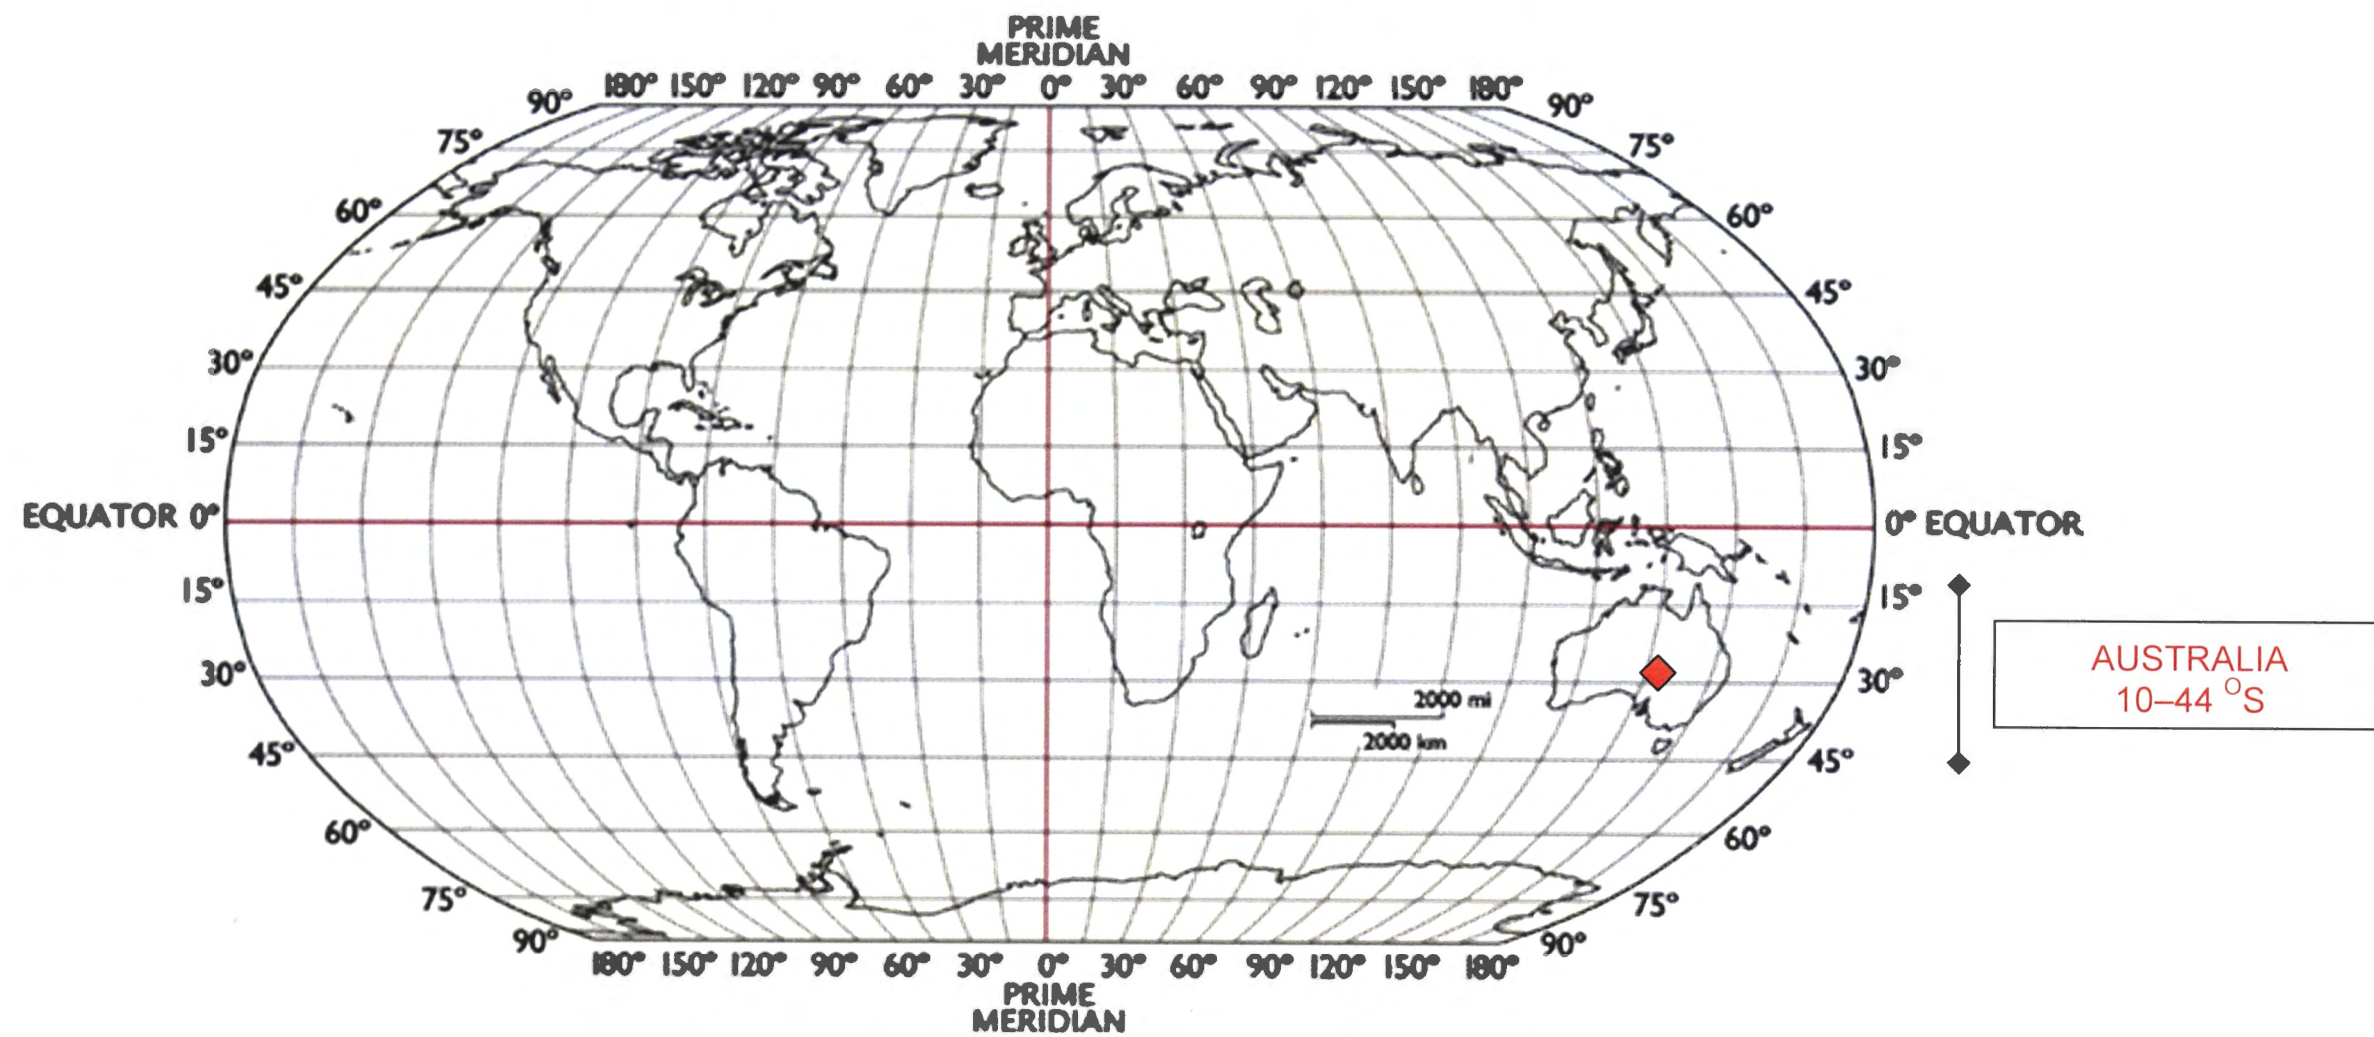 PRIME
MERIDIAN
180° 150° 120° 90° 60° 30° 0° 30° 60° 90° 120° 150° 180°
90° 90°
75° 75°
60° 60°
45° 45°
30° 30°
15° 15°
EQUATOR 0° 0° EQUATOR
15° 15°
AUSTRALIA
10–44 °S
30° 30°
2000 mi
2000 km
45° 45°
60° 60°
75° 75°
90° 90°
180° 150° 120° 90° 60° 30° 0° 30° 60° 90° 120° 150° 180°
PRIME
MERIDIAN